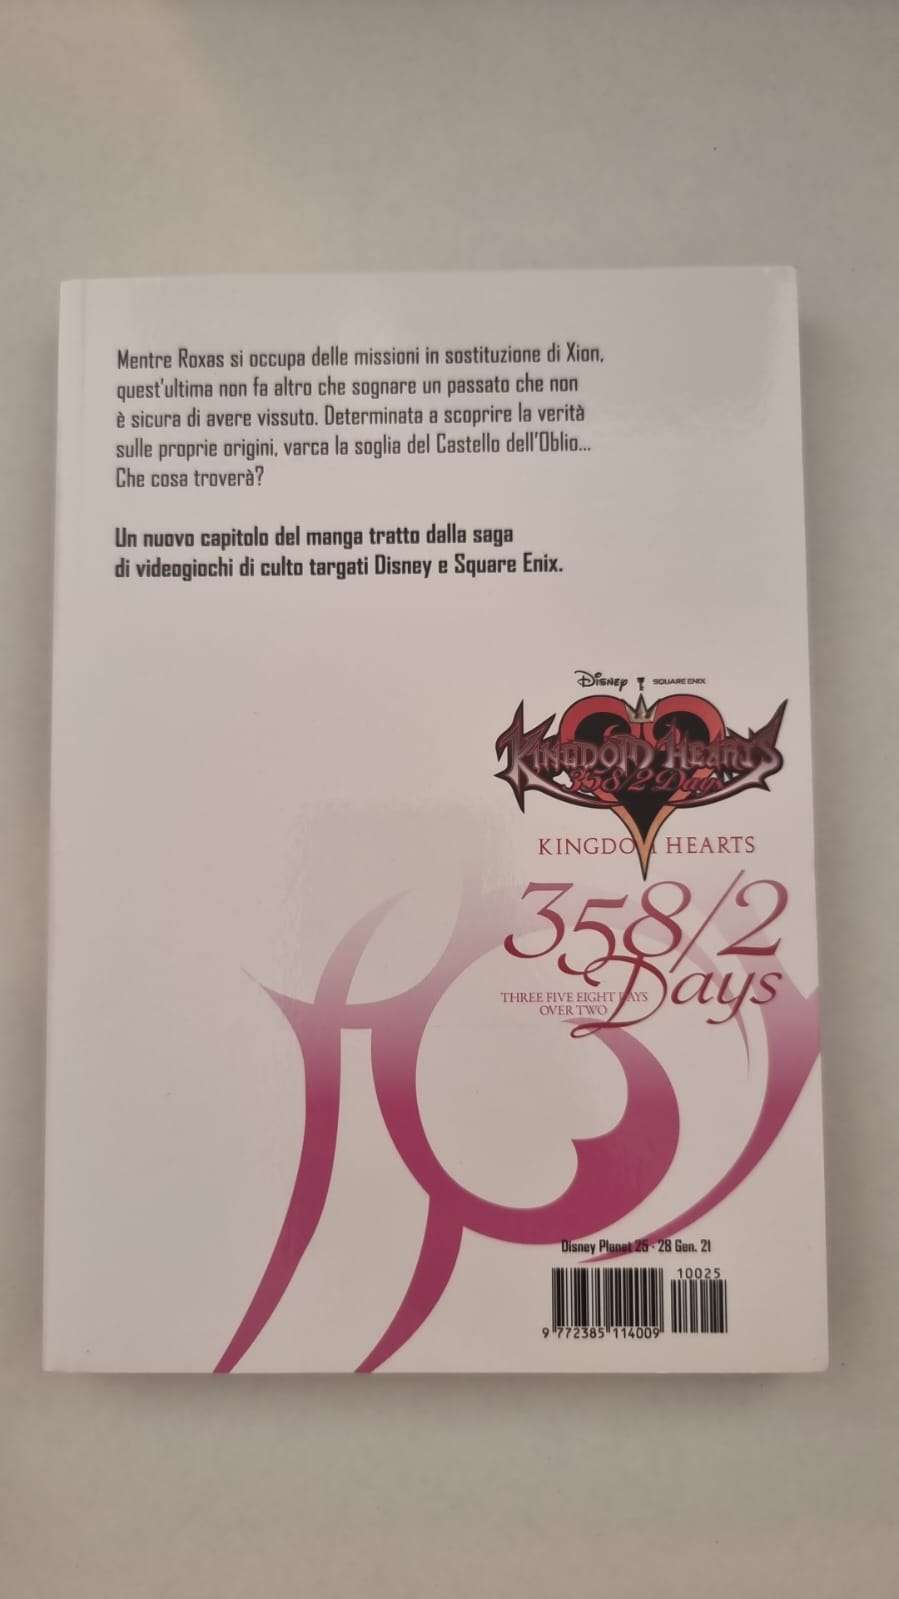 Mentre Roxas si occupa delle missioni in sostituzione di Xion,
quest'ultima non fa altro che sognare un passato che non
è sicura di avere vissuto. Determinata a scoprire la verità
sulle proprie origini, varca la soglia del Castello dell'Oblio...
Che cosa troverà?
Un nuovo capitolo del manga tratto dalla saga
di videogiochi di culto targati Disney e Square Enix.
Disney SQUARE ENIX
KINGDOM HEARTS
358/2 Days
KINGDOM HEARTS
358/2
Days
THREE FIVE EIGHT DAYS
OVER TWO
Disney Planet 25 - 28 Gen. 21
10025
9 772385 114009